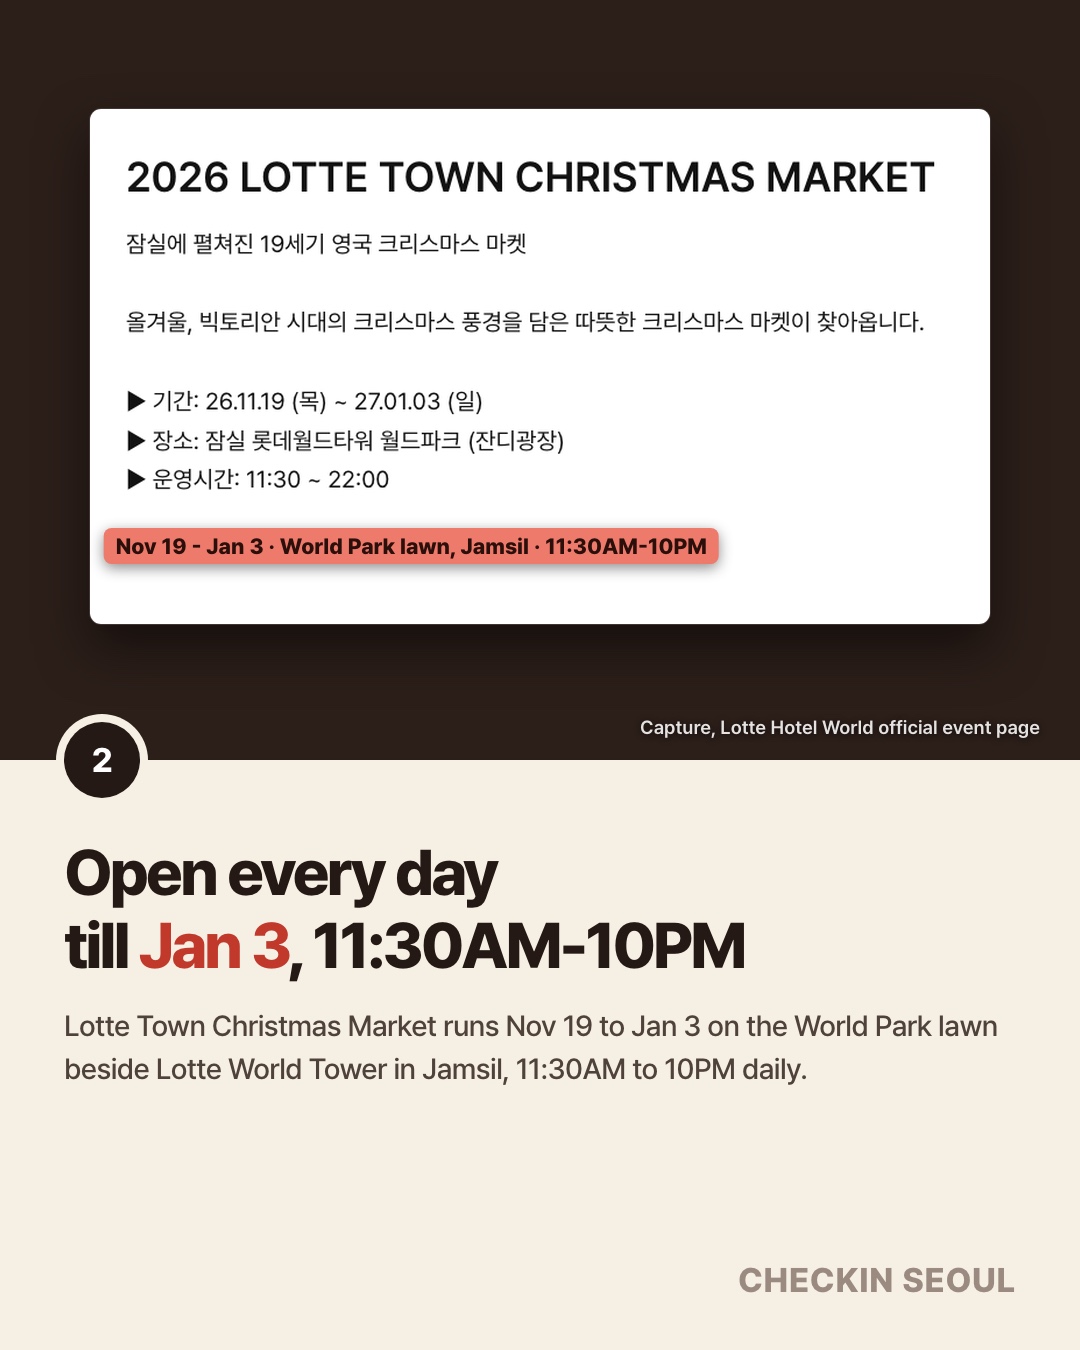 2026 LOTTE TOWN CHRISTMAS MARKET
잠실에 펼쳐진 19세기 영국 크리스마스 마켓
올겨울, 빅토리안 시대의 크리스마스 풍경을 담은 따뜻한 크리스마스 마켓이 찾아옵니다.
▶ 기간: 26.11.19 (목) ~ 27.01.03 (일)
▶ 장소: 잠실 롯데월드타워 월드파크 (잔디광장)
▶ 운영시간: 11:30 ~ 22:00
Nov 19 - Jan 3 · World Park lawn, Jamsil · 11:30AM-10PM
Capture, Lotte Hotel World official event page
2
Open every day
till Jan 3, 11:30AM-10PM
Lotte Town Christmas Market runs Nov 19 to Jan 3 on the World Park lawn
beside Lotte World Tower in Jamsil, 11:30AM to 10PM daily.
CHECKIN SEOUL